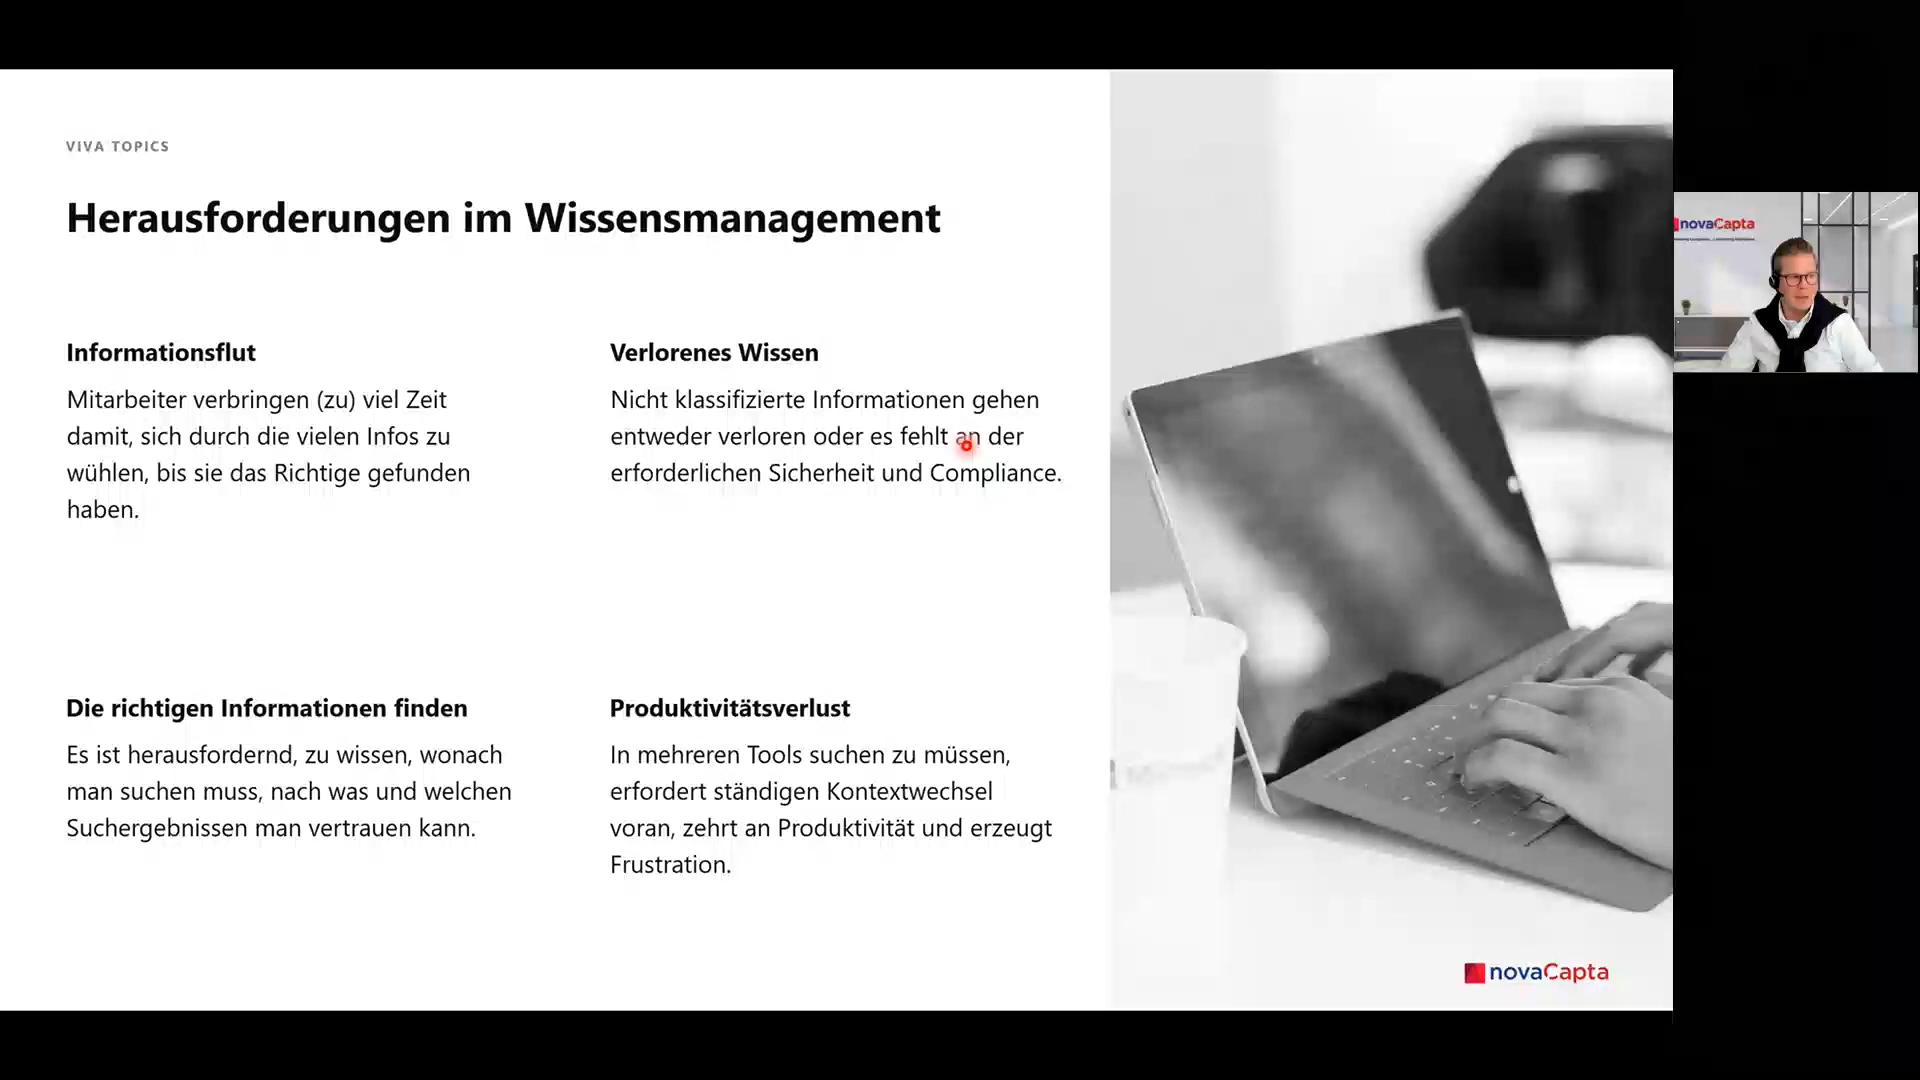 VIVA TOPICS
Herausforderungen im Wissensmanagement
Informationsflut
Mitarbeiter verbringen (zu) viel Zeit
damit, sich durch die vielen Infos zu
wühlen, bis sie das Richtige gefunden
haben.
Verlorenes Wissen
Nicht klassifizierte Informationen gehen
entweder verloren oder es fehlt an der
erforderlichen Sicherheit und Compliance.
Die richtigen Informationen finden
Es ist herausfordernd, zu wissen, wonach
man suchen muss, nach was und welchen
Suchergebnissen man vertrauen kann.
Produktivitätsverlust
In mehreren Tools suchen zu müssen,
erfordert ständigen Kontextwechsel
voran, zehrt an Produktivität und erzeugt
Frustration.
novaCapta
novaCapta